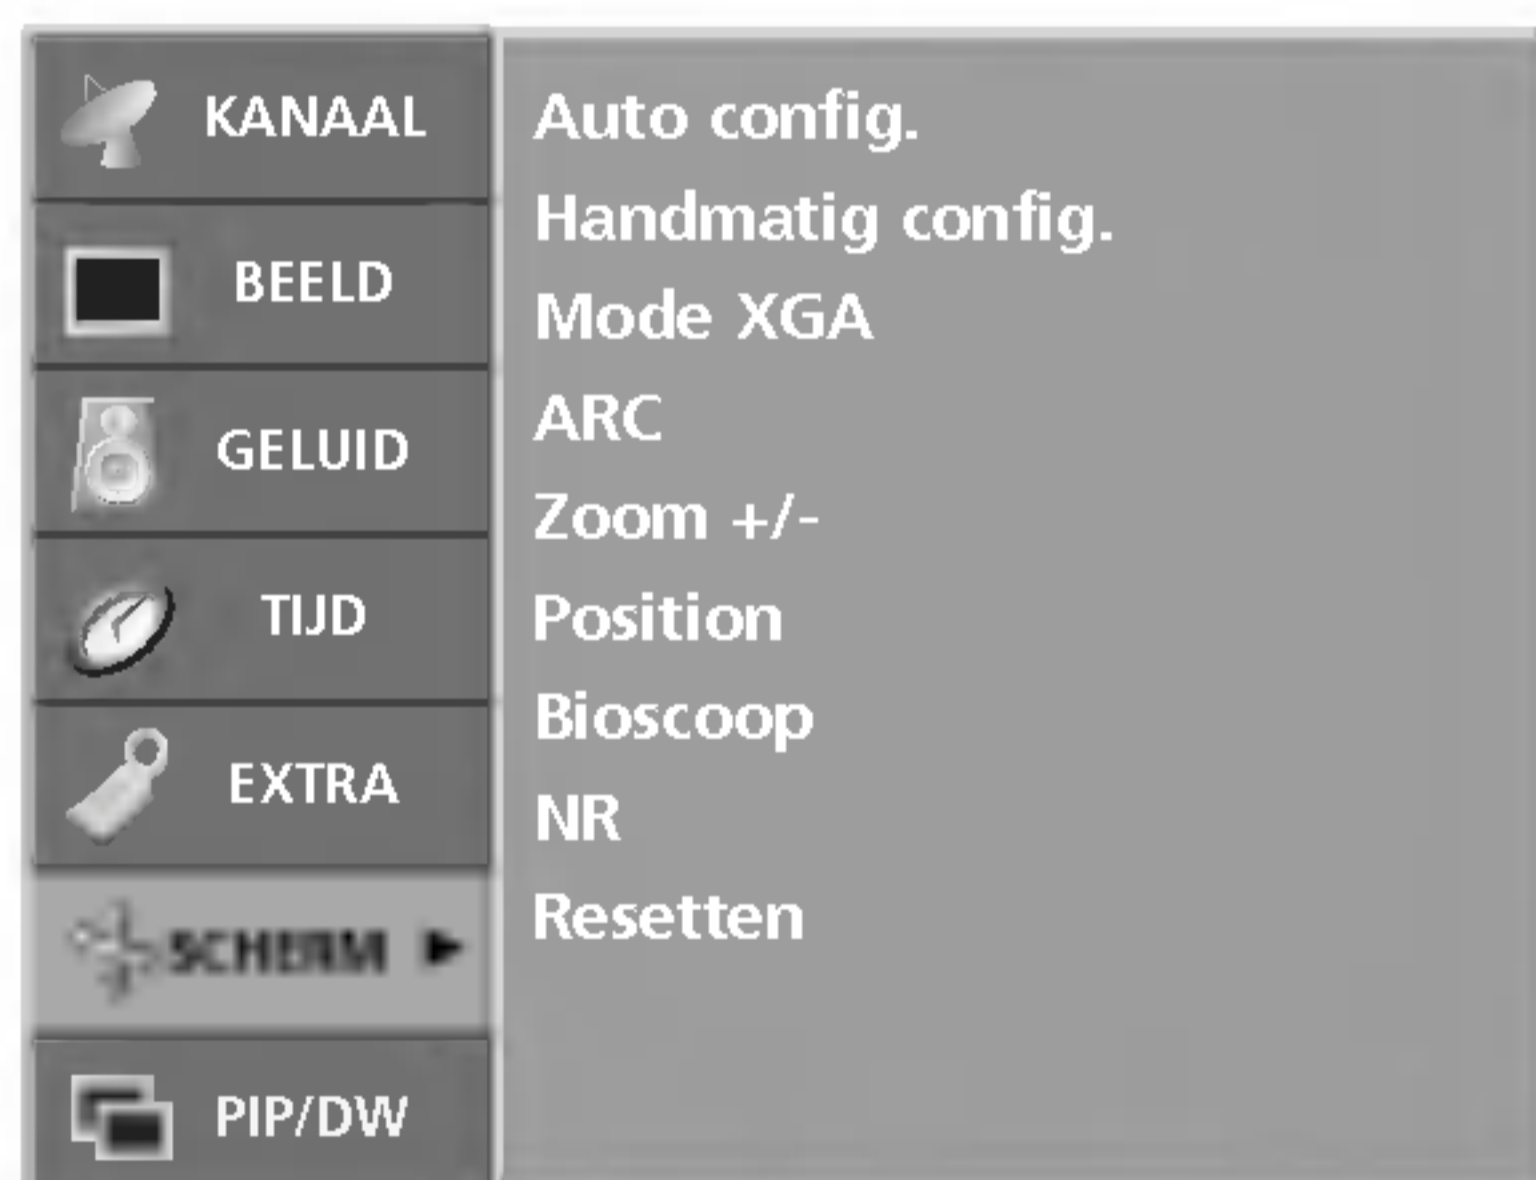 KANAAL
BEELD
GELUID
TIJD
EXTRA
SCHERM ►
PIP/DW
Auto config.
Handmatig config.
Mode XGA
ARC
Zoom +/-
Position
Bioscoop
NR
Resetten